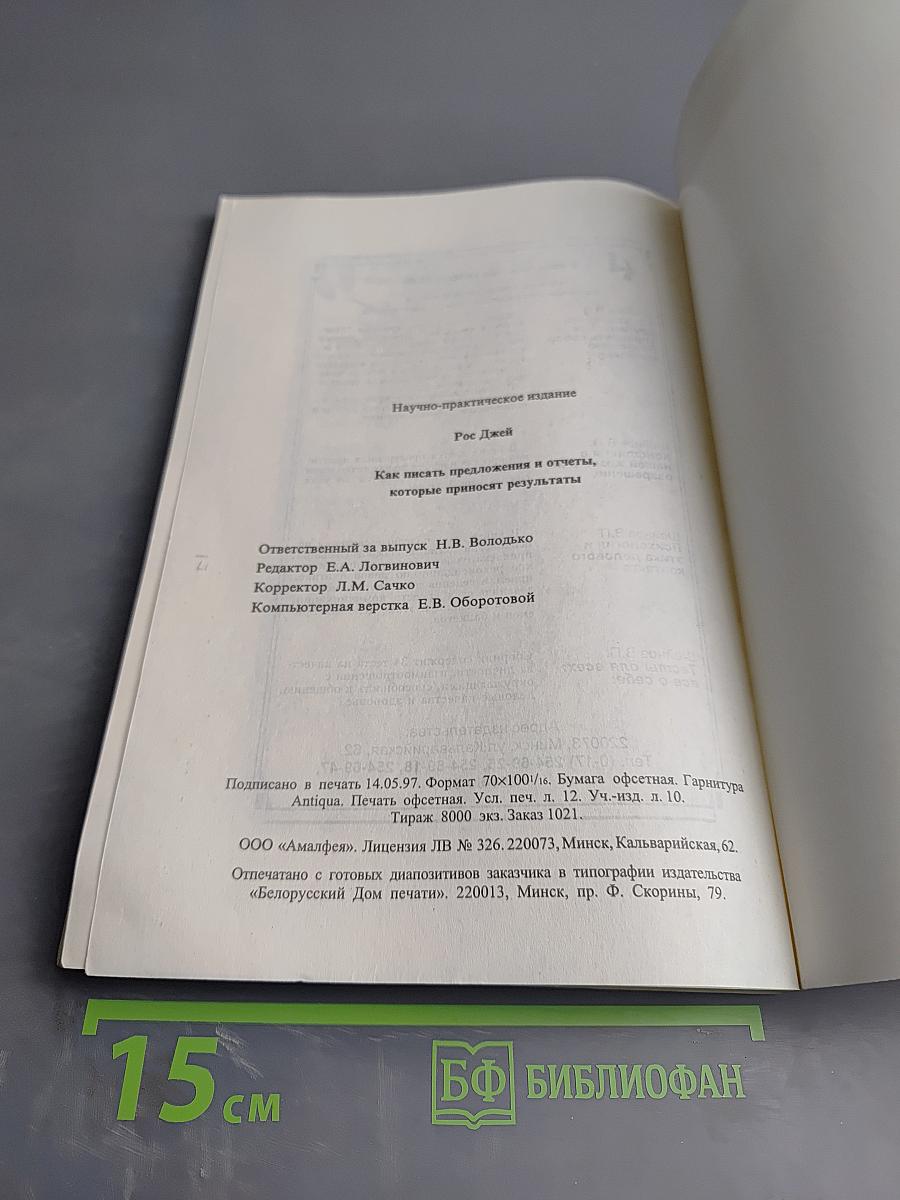 Научно-практическое издание
Рос Джей
Как писать предложения и отчеты,
которые приносят результаты
Ответственный за выпуск Н.В. Володько
Редактор Е.А. Логвинович
Корректор Л.М. Сачко
Компьютерная верстка Е.В. Оборотовой
Подписано в печать 14.05.97. Формат 70×100¹/₁₆. Бумага офсетная. Гарнитура
Antiqua. Печать офсетная. Усл. печ. л. 12. Уч.-изд. л. 10.
Тираж 8000 экз. Заказ 1021.
ООО «Амалфея». Лицензия ЛВ № 326. 220073, Минск, Кальварийская, 62.
Отпечатано с готовых диапозитивов заказчика в типографии издательства
«Белорусский Дом печати». 220013, Минск, пр. Ф. Скорины, 79.
15 см
БФ БИБЛИОФАН